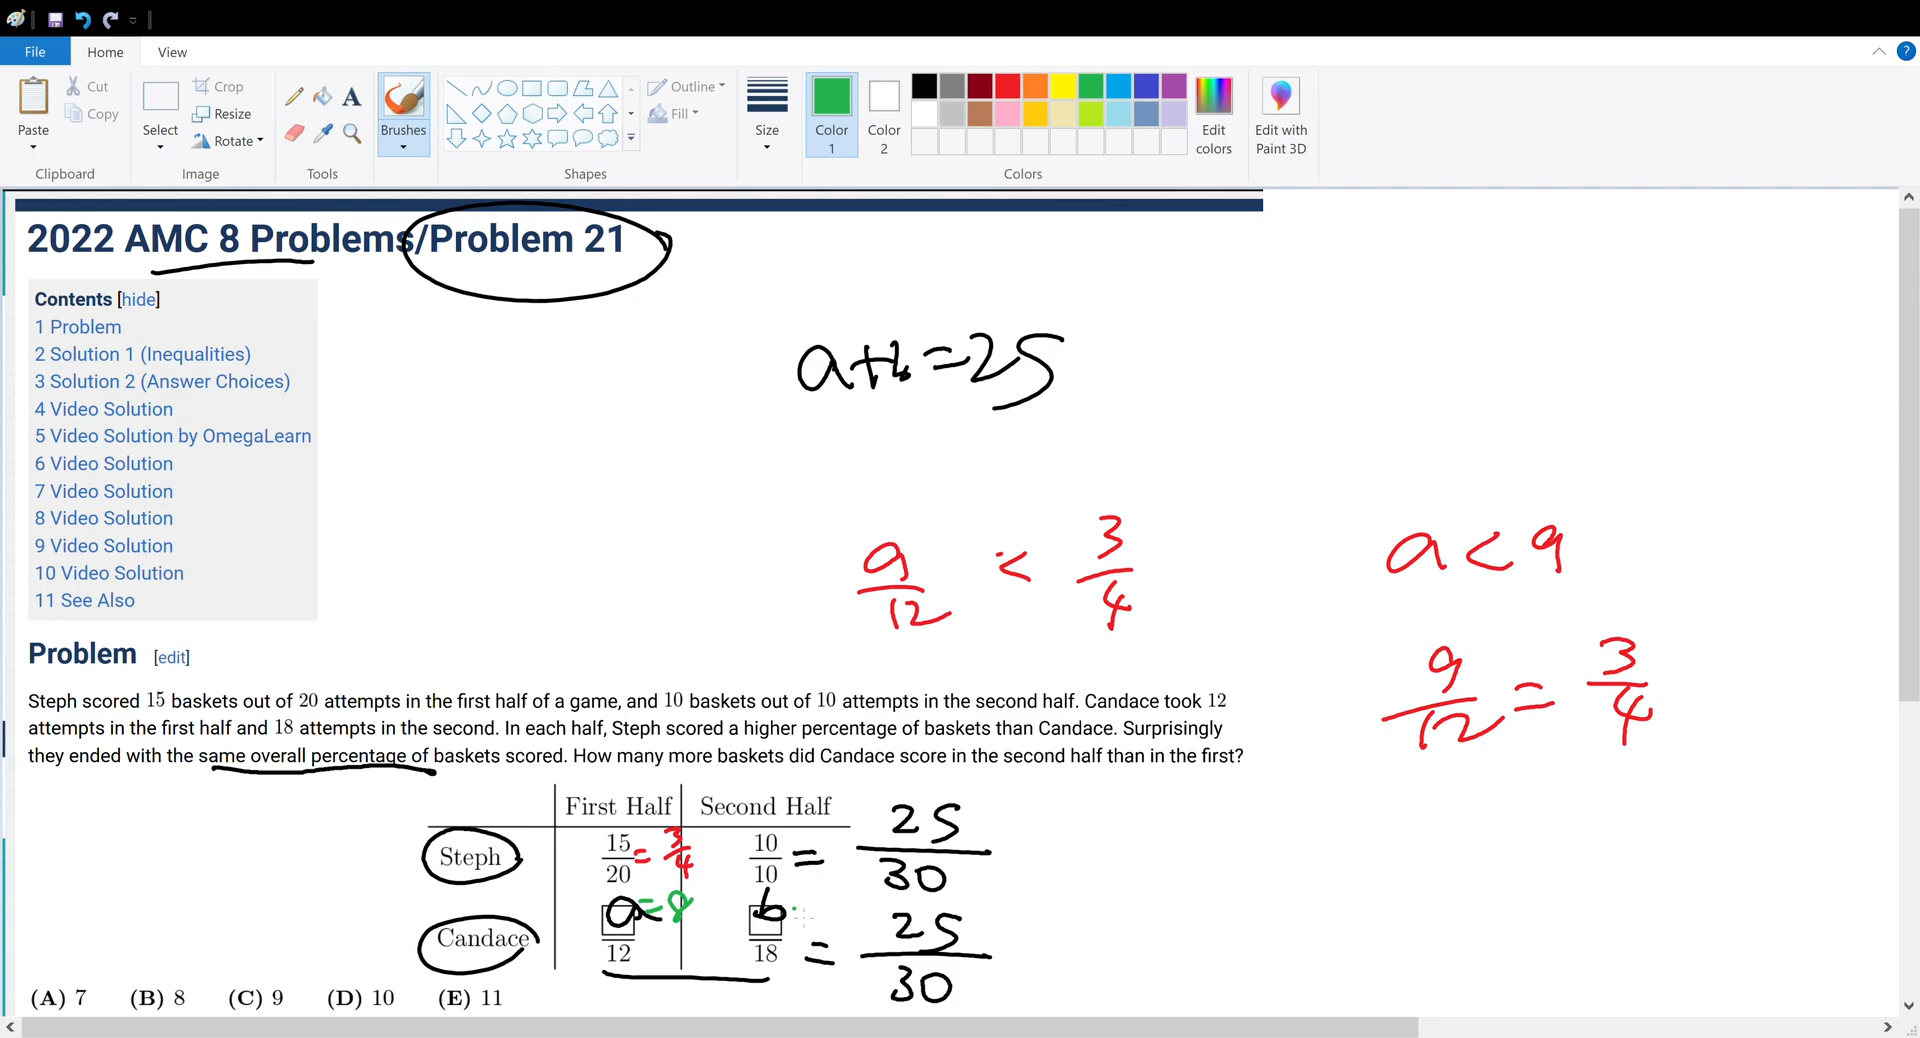 File Home View
Paste
Cut
Copy
Clipboard
Select
Crop
Resize
Rotate
Image
Tools
Brushes
Shapes
Outline
Fill
Size
Color 1
Color 2
Edit colors
Edit with Paint 3D
Colors
2022 AMC 8 Problems/Problem 21
Contents [hide]
1 Problem
2 Solution 1 (Inequalities)
3 Solution 2 (Answer Choices)
4 Video Solution
5 Video Solution by OmegaLearn
6 Video Solution
7 Video Solution
8 Video Solution
9 Video Solution
10 Video Solution
11 See Also
a+b=25
a/12 < 3/4
a < 9
9/12 = 3/4
Problem [edit]
Steph scored 15 baskets out of 20 attempts in the first half of a game, and 10 baskets out of 10 attempts in the second half. Candace took 12
attempts in the first half and 18 attempts in the second. In each half, Steph scored a higher percentage of baskets than Candace. Surprisingly
they ended with the same overall percentage of baskets scored. How many more baskets did Candace score in the second half than in the first?
First Half Second Half
Steph 15/20 = 3/4 10/10 = 25/30
Candace a/12 =8 b/18 = 25/30
(A) 7 (B) 8 (C) 9 (D) 10 (E) 11